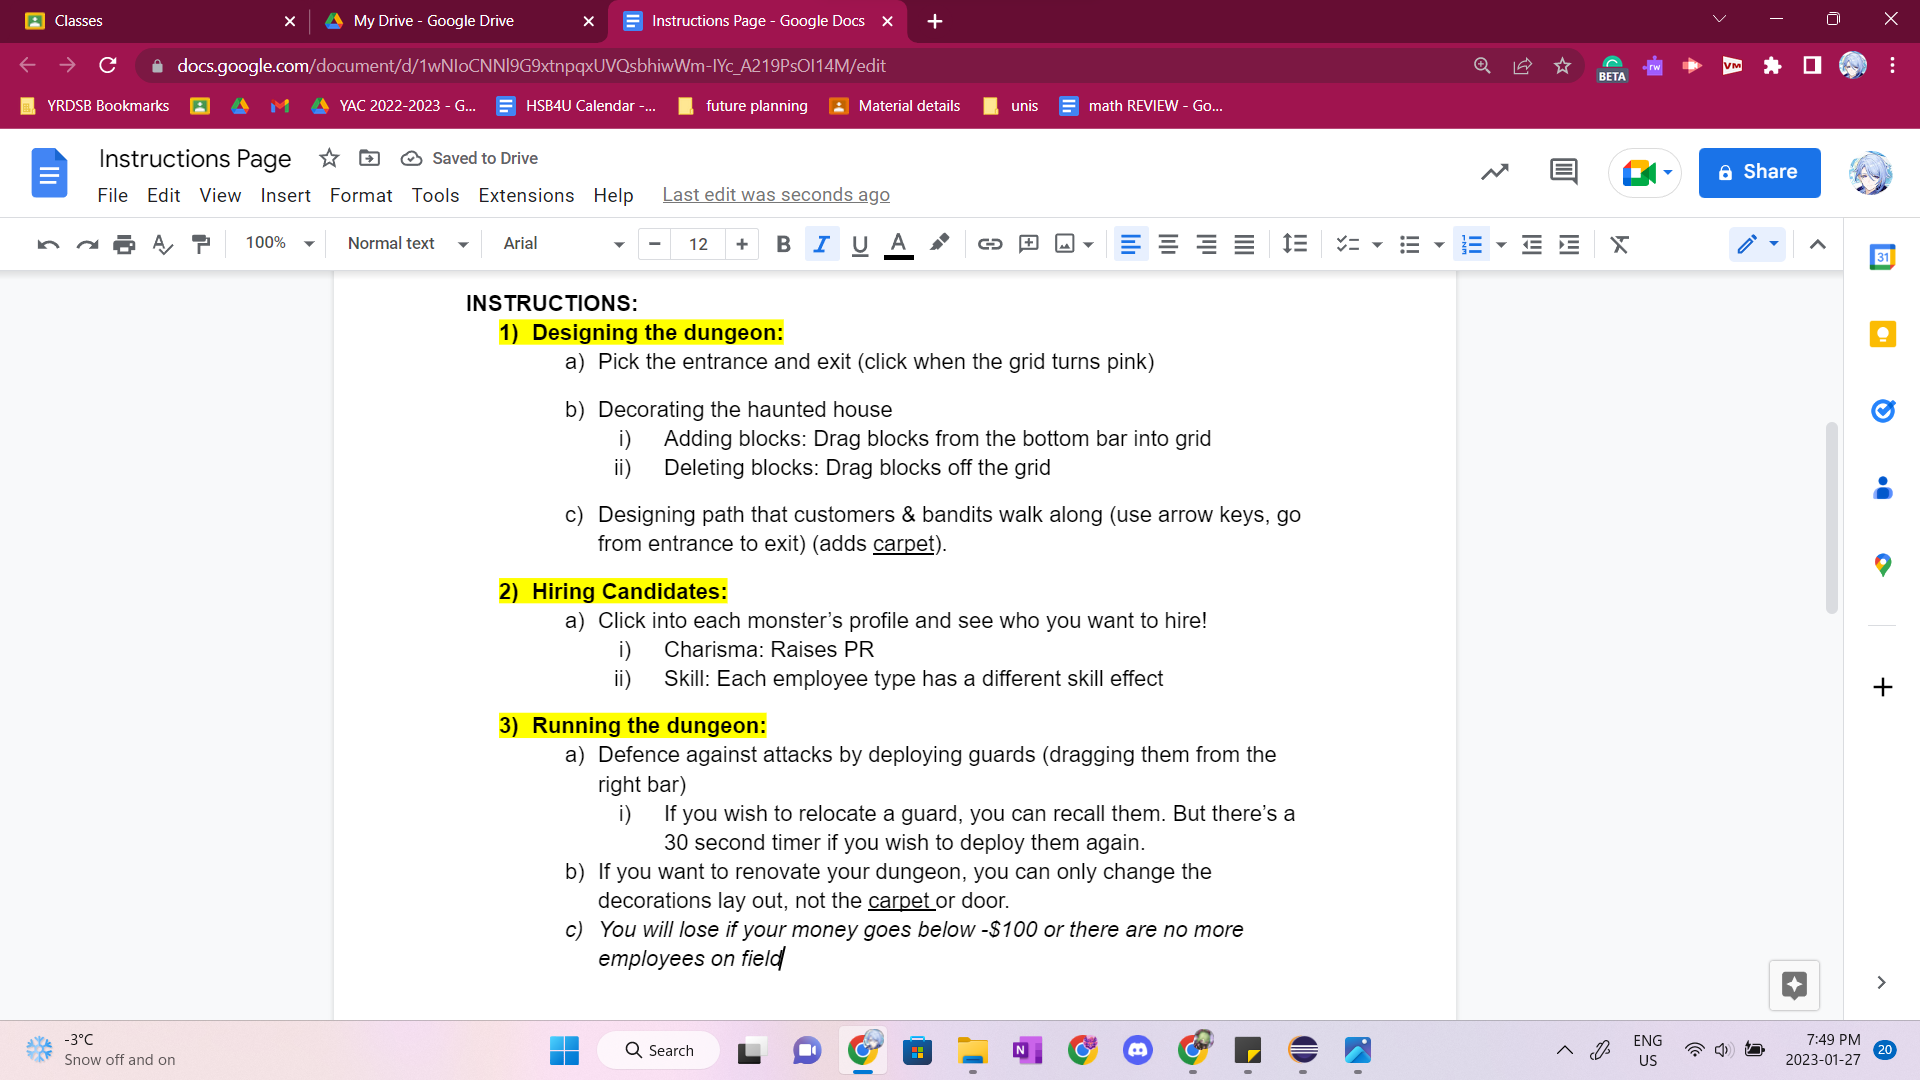 Classes
My Drive - Google Drive
Instructions Page - Google Docs
docs.google.com/document/d/1wNIoCNNl9G9xtnpqxUVQsbhiwWm-IYc_A219PsOI14M/edit
BETA
rw
VM
YRDSB Bookmarks
YAC 2022-2023 - G...
HSB4U Calendar -...
future planning
Material details
unis
math REVIEW - Go...
Instructions Page
Saved to Drive
File Edit View Insert Format Tools Extensions Help
Last edit was seconds ago
Share
100%
Normal text
Arial
12
B I U A
31
INSTRUCTIONS:
1) Designing the dungeon:
a) Pick the entrance and exit (click when the grid turns pink)
b) Decorating the haunted house
i) Adding blocks: Drag blocks from the bottom bar into grid
ii) Deleting blocks: Drag blocks off the grid
c) Designing path that customers & bandits walk along (use arrow keys, go
from entrance to exit) (adds carpet).
2) Hiring Candidates:
a) Click into each monster’s profile and see who you want to hire!
i) Charisma: Raises PR
ii) Skill: Each employee type has a different skill effect
3) Running the dungeon:
a) Defence against attacks by deploying guards (dragging them from the
right bar)
i) If you wish to relocate a guard, you can recall them. But there’s a
30 second timer if you wish to deploy them again.
b) If you want to renovate your dungeon, you can only change the
decorations lay out, not the carpet or door.
c) You will lose if your money goes below -$100 or there are no more
employees on field
-3°C
Snow off and on
Search
N
ENG
US
7:49 PM
2023-01-27
20